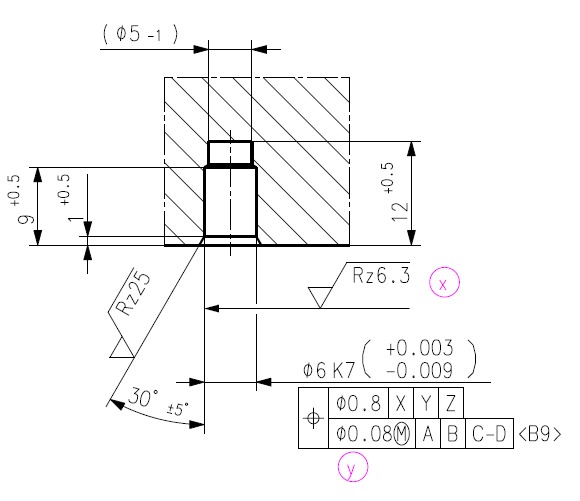 (ϕ5 -1)
9 +0.5
1 +0.5
12 +0.5
Rz25
Rz6.3
x
30° ±5°
ϕ6 K7 (+0.003 -0.009)
ϕ0.8 X Y Z
ϕ0.08Ⓜ A B C-D <B9>
y